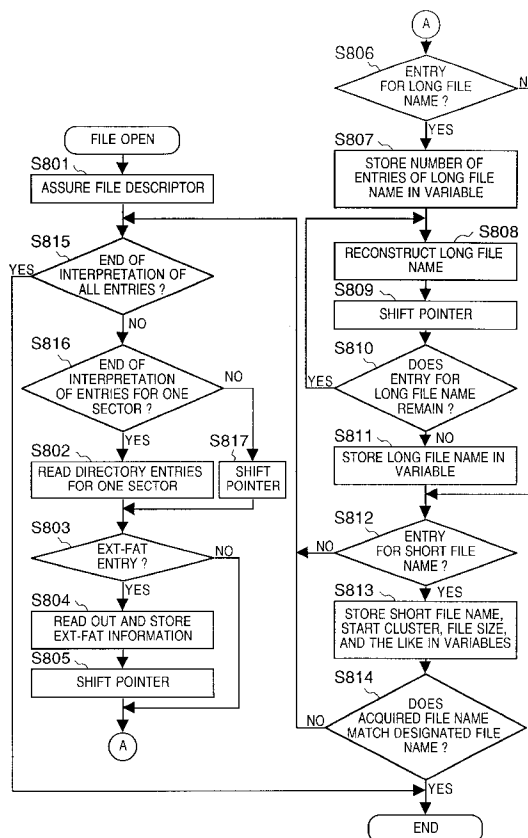 FILE OPEN
S801
ASSURE FILE DESCRIPTOR
S815
END OF
INTERPRETATION OF
ALL ENTRIES ?
YES
NO
S816
END OF
INTERPRETATION
OF ENTRIES FOR ONE
SECTOR ?
NO
YES
S802
READ DIRECTORY ENTRIES
FOR ONE SECTOR
S817
SHIFT
POINTER
S803
EXT-FAT
ENTRY ?
NO
YES
S804
READ OUT AND STORE
EXT-FAT INFORMATION
S805
SHIFT POINTER
A
A
S806
ENTRY
FOR LONG FILE
NAME ?
YES
S807
STORE NUMBER OF
ENTRIES OF LONG FILE
NAME IN VARIABLE
S808
RECONSTRUCT LONG FILE
NAME
S809
SHIFT POINTER
S810
DOES
ENTRY FOR
LONG FILE NAME
REMAIN ?
YES
NO
S811
STORE LONG FILE NAME IN
VARIABLE
S812
ENTRY
FOR SHORT FILE
NAME ?
NO
YES
S813
STORE SHORT FILE NAME,
START CLUSTER, FILE SIZE,
AND THE LIKE IN VARIABLES
S814
DOES
ACQUIRED FILE NAME
MATCH DESIGNATED FILE
NAME ?
NO
YES
END